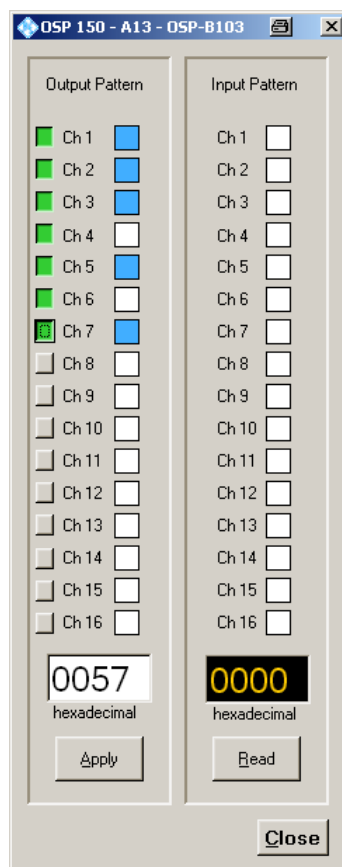 OSP 150 - A13 - OSP-B103
Output Pattern
Ch 1
Ch 2
Ch 3
Ch 4
Ch 5
Ch 6
Ch 7
Ch 8
Ch 9
Ch 10
Ch 11
Ch 12
Ch 13
Ch 14
Ch 15
Ch 16
0057
hexadecimal
Apply
Input Pattern
Ch 1
Ch 2
Ch 3
Ch 4
Ch 5
Ch 6
Ch 7
Ch 8
Ch 9
Ch 10
Ch 11
Ch 12
Ch 13
Ch 14
Ch 15
Ch 16
0000
hexadecimal
Read
Close